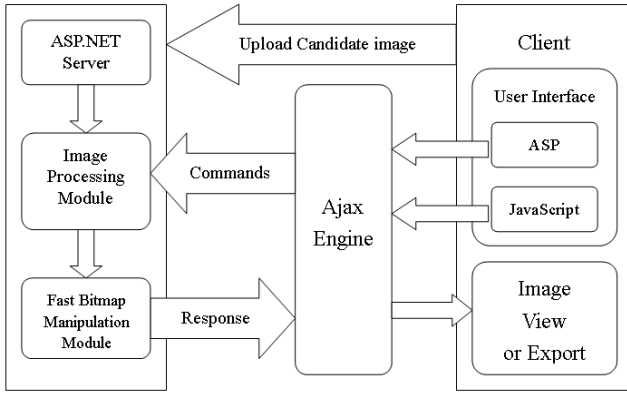 ASP.NET
Server
Upload Candidate image
Client
User Interface
ASP
JavaScript
Image
Processing
Module
Commands
Ajax
Engine
Fast Bitmap
Manipulation
Module
Response
Image
View
or Export